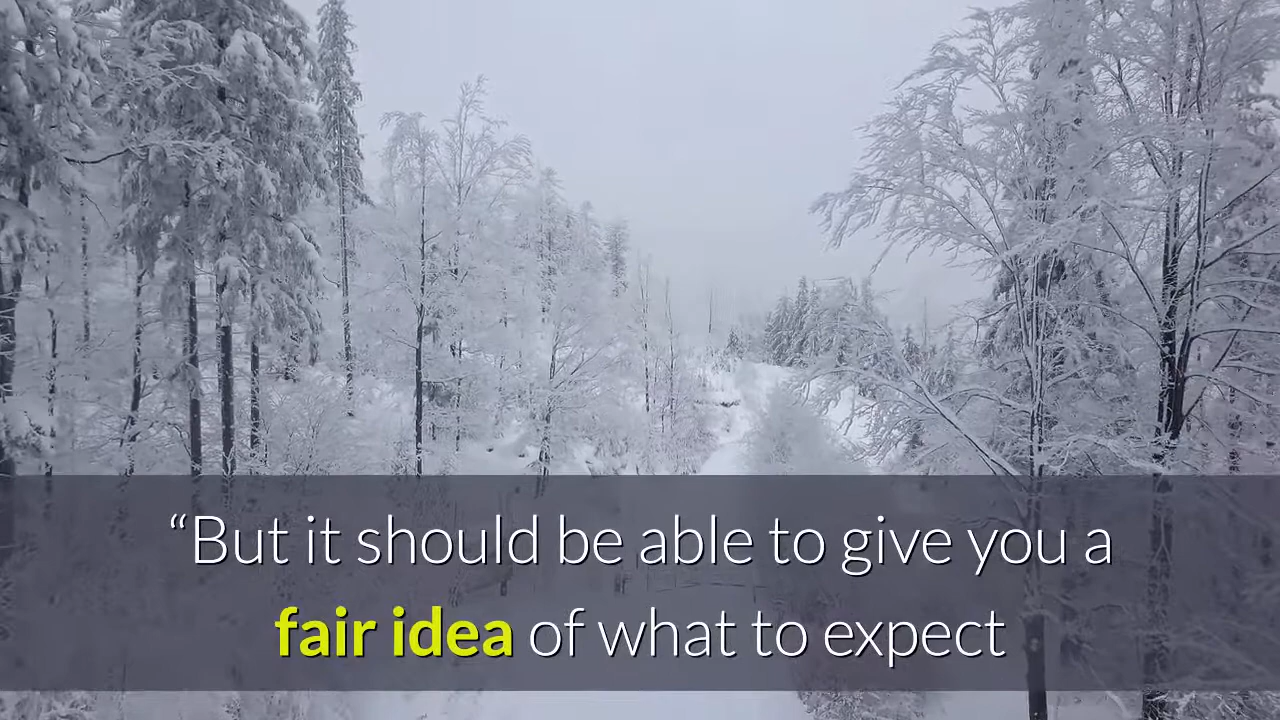 “But it should be able to give you a
fair idea of what to expect